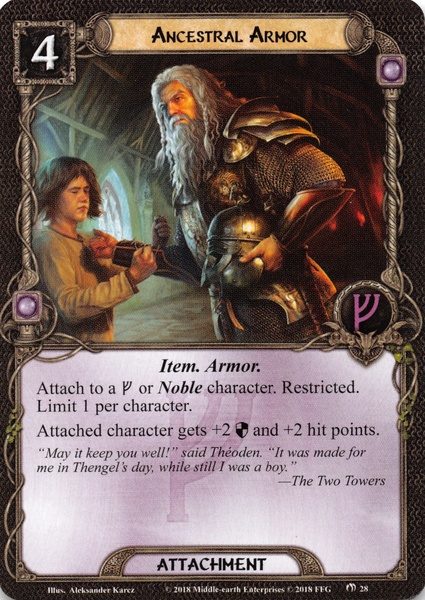 4
ANCESTRAL ARMOR
Item. Armor.
Attach to a ᚠ or Noble character. Restricted.
Limit 1 per character.
Attached character gets +2 and +2 hit points.
“May it keep you well!” said Théoden. “It was made for
me in Thengel’s day, while still I was a boy.”
—The Two Towers
ATTACHMENT
Illus. Aleksander Karcz © 2018 Middle-earth Enterprises © 2018 FFG 28